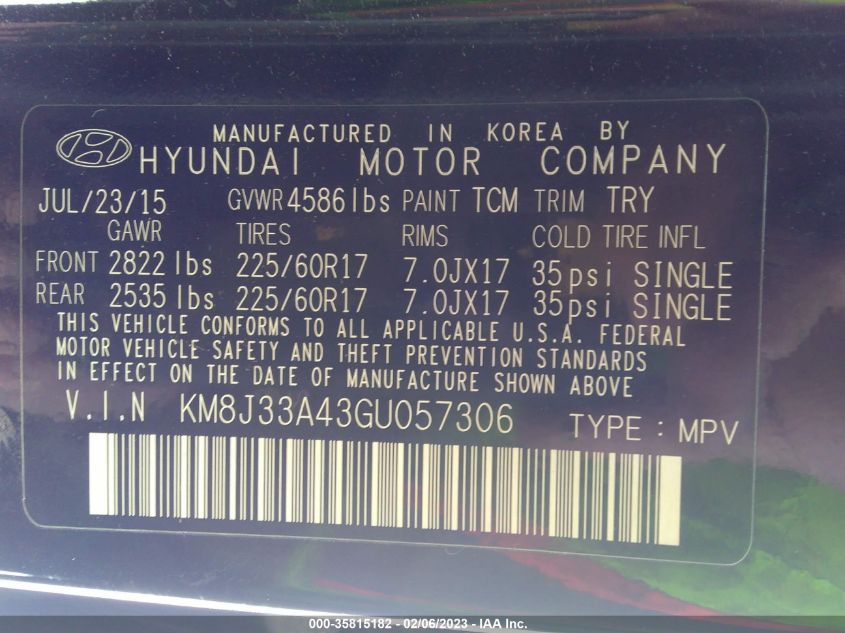 MANUFACTURED IN KOREA BY
HYUNDAI MOTOR COMPANY
JUL/23/15 GVWR 4586 lbs PAINT TCM TRIM TRY
GAWR TIRES RIMS COLD TIRE INFL
FRONT 2822 lbs 225/60R17 7.0JX17 35psi SINGLE
REAR 2535 lbs 225/60R17 7.0JX17 35psi SINGLE
THIS VEHICLE CONFORMS TO ALL APPLICABLE U.S.A. FEDERAL
MOTOR VEHICLE SAFETY AND THEFT PREVENTION STANDARDS
IN EFFECT ON THE DATE OF MANUFACTURE SHOWN ABOVE
V.I.N KM8J33A43GU057306 TYPE : MPV
000-35815182 - 02/06/2023 - IAA Inc.